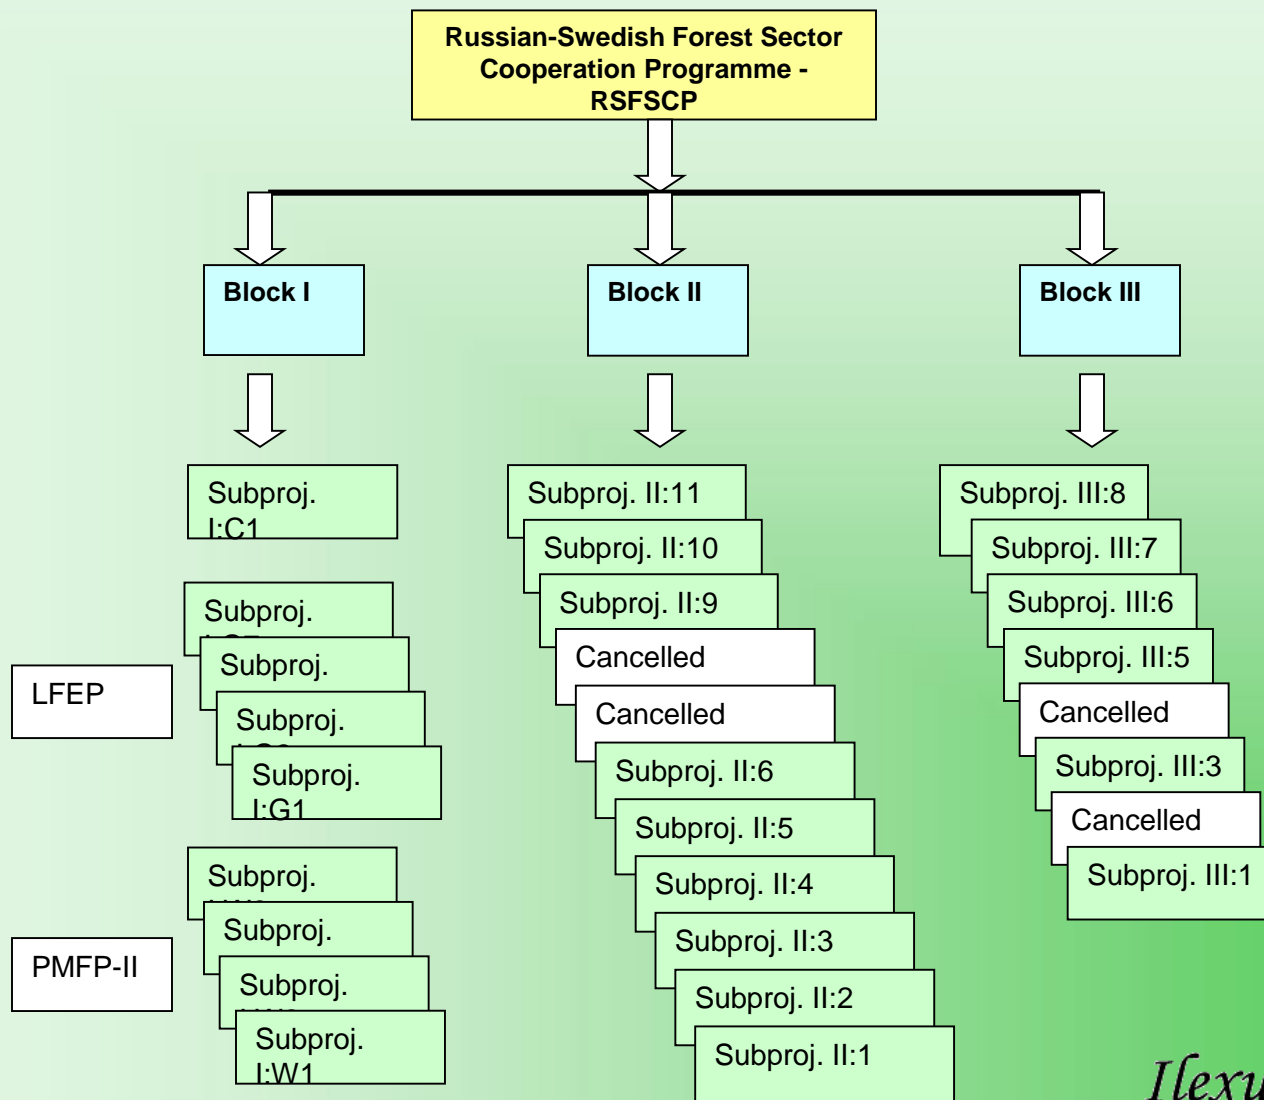 Russian-Swedish Forest Sector
Cooperation Programme -
RSFSCP
Block I
Block II
Block III
Subproj.
I:C1
Subproj.
Subproj.
Subproj.
Subproj.
I:G1
LFEP
Subproj.
Subproj.
Subproj.
Subproj.
I:W1
PMFP-II
Subproj. II:11
Subproj. II:10
Subproj. II:9
Cancelled
Cancelled
Subproj. II:6
Subproj. II:5
Subproj. II:4
Subproj. II:3
Subproj. II:2
Subproj. II:1
Subproj. III:8
Subproj. III:7
Subproj. III:6
Subproj. III:5
Cancelled
Subproj. III:3
Cancelled
Subproj. III:1